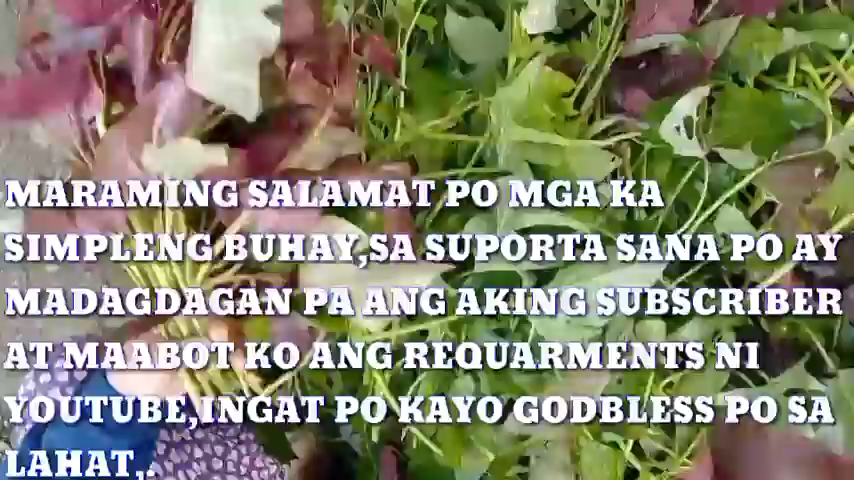 MARAMING SALAMAT PO MGA KA
SIMPLENG BUHAY,SA SUPORTA SANA PO AY
MADAGDAGAN PA ANG AKING SUBSCRIBER
AT MAABOT KO ANG REQUARMENTS NI
YOUTUBE,INGAT PO KAYO GODBLESS PO SA
LAHAT,.